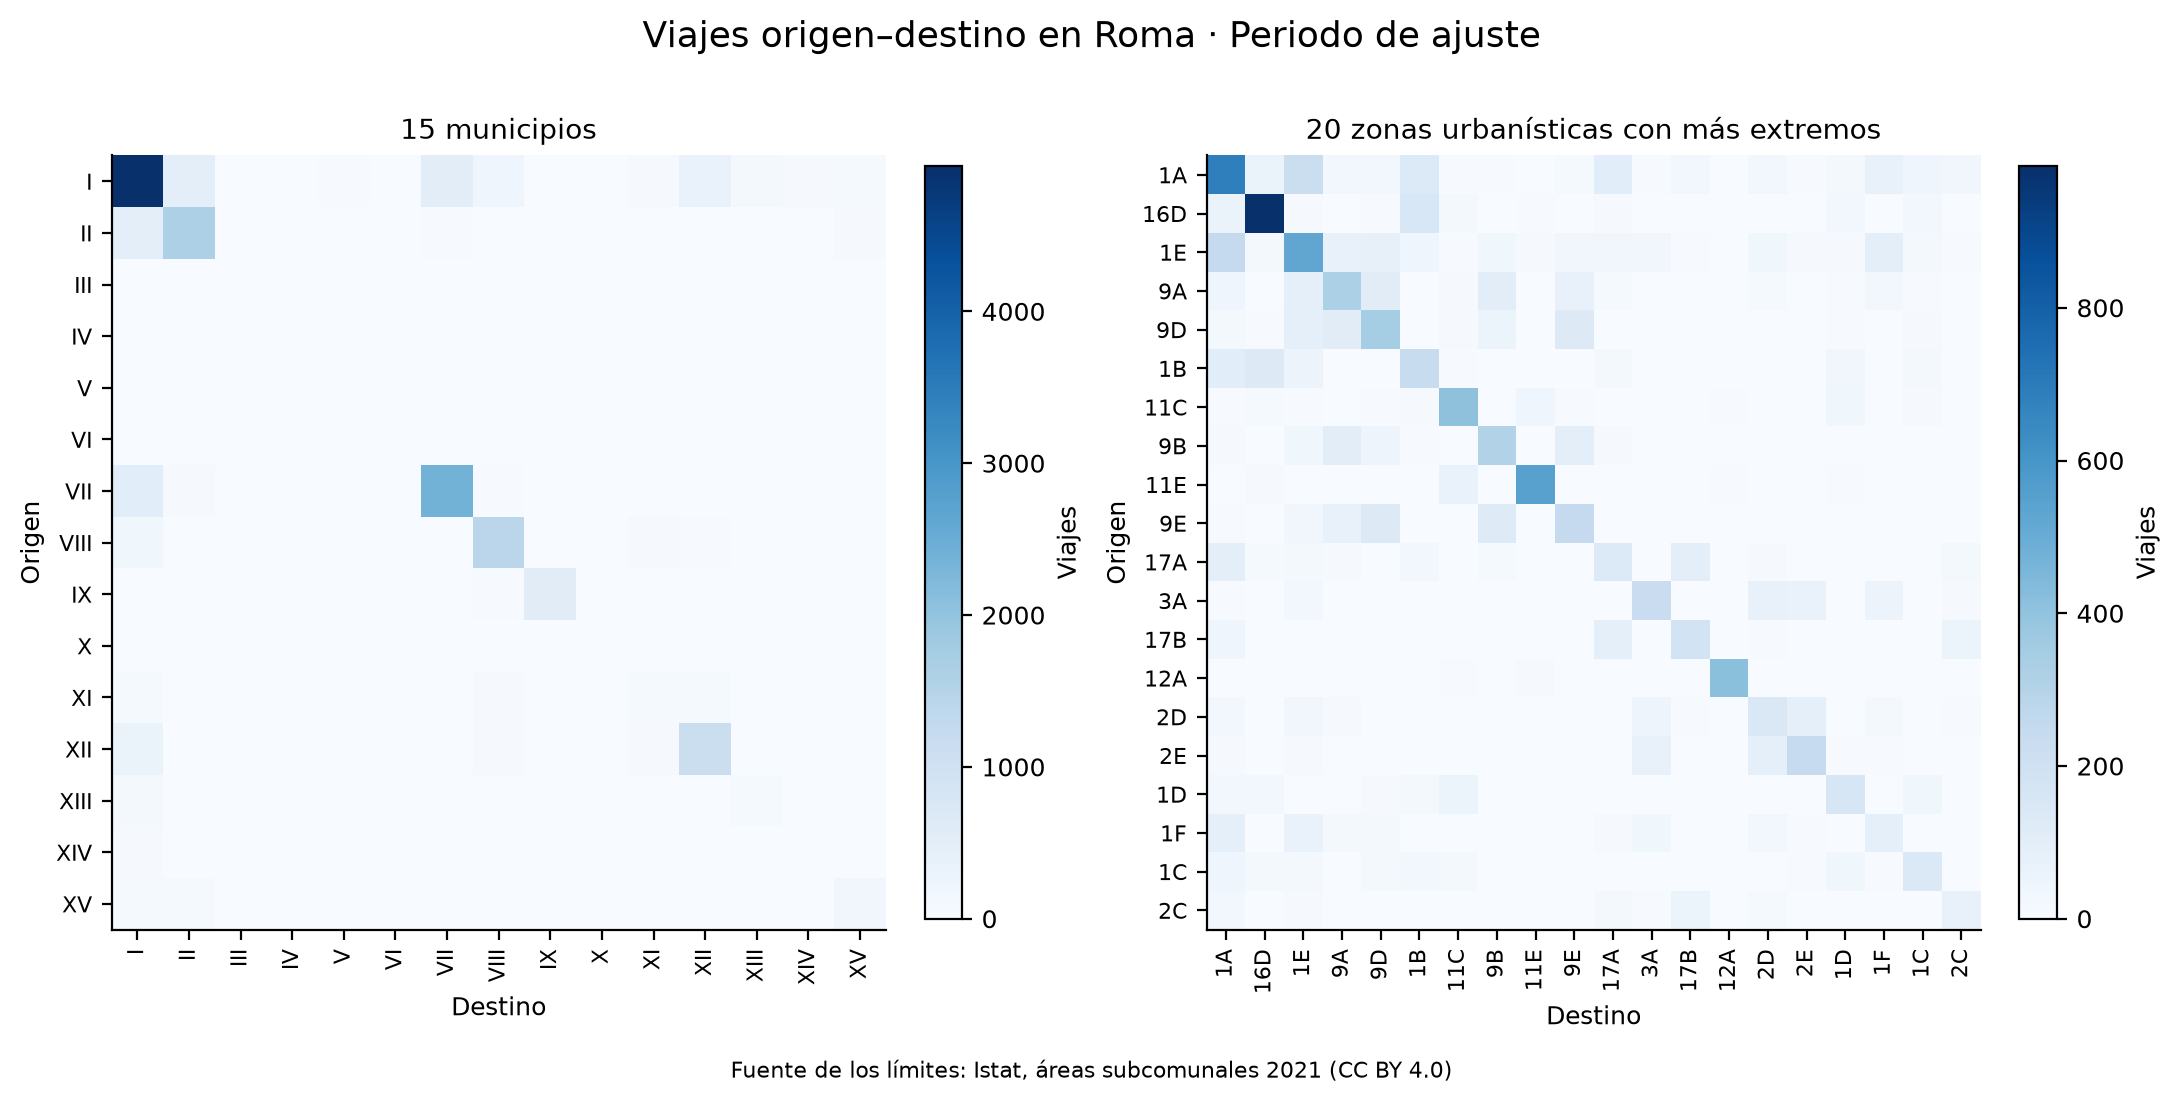 Viajes origen–destino en Roma · Periodo de ajuste
15 municipios
I
II
III
IV
V
VI
VII
VIII
IX
X
XI
XII
XIII
XIV
XV
Origen
I II III IV V VI VII VIII IX X XI XII XIII XIV XV
Destino
4000
3000
2000
1000
0
Viajes
20 zonas urbanísticas con más extremos
1A
16D
1E
9A
9D
1B
11C
9B
11E
9E
17A
3A
17B
12A
2D
2E
1D
1F
1C
2C
Origen
1A 16D 1E 9A 9D 1B 11C 9B 11E 9E 17A 3A 17B 12A 2D 2E 1D 1F 1C 2C
Destino
800
600
400
200
0
Viajes
Fuente de los límites: Istat, áreas subcomunales 2021 (CC BY 4.0)